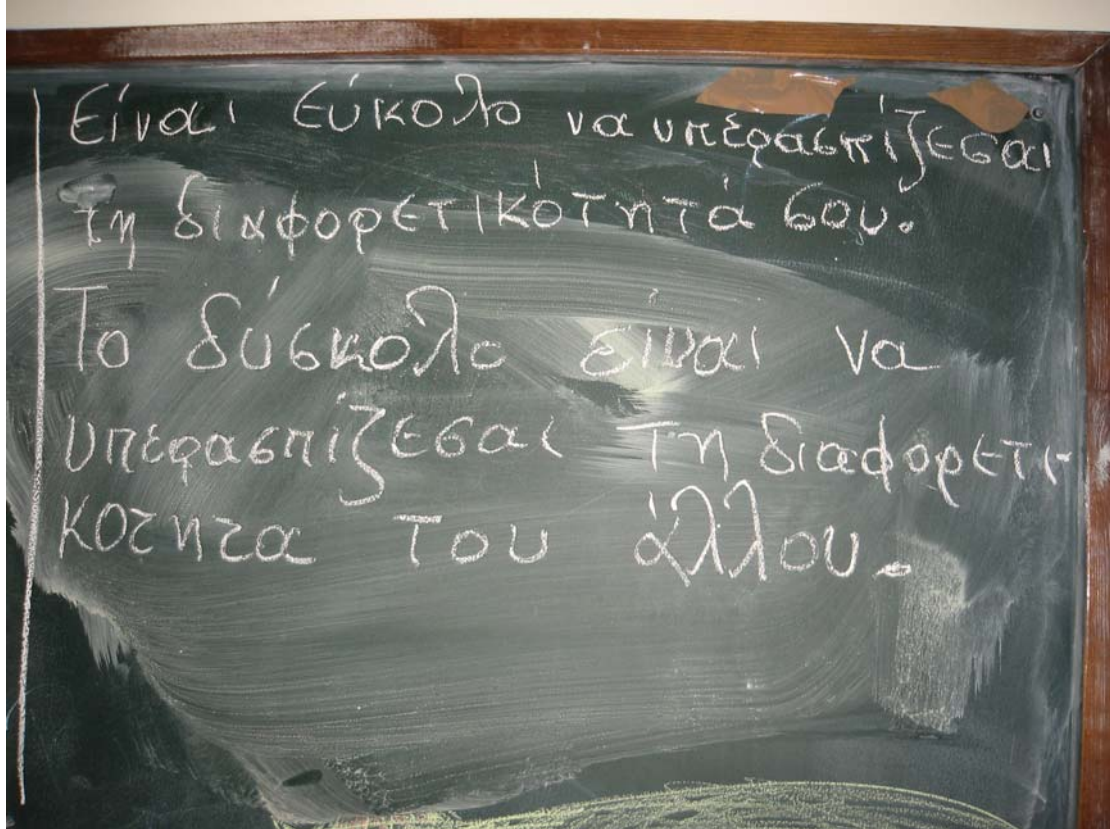 Είναι εύκολο να υπερασπίζεσαι
τη διαφορετικότητά σου.
Το δύσκολο είναι να
υπερασπίζεσαι τη διαφορετι
κοτητα του άλλου.